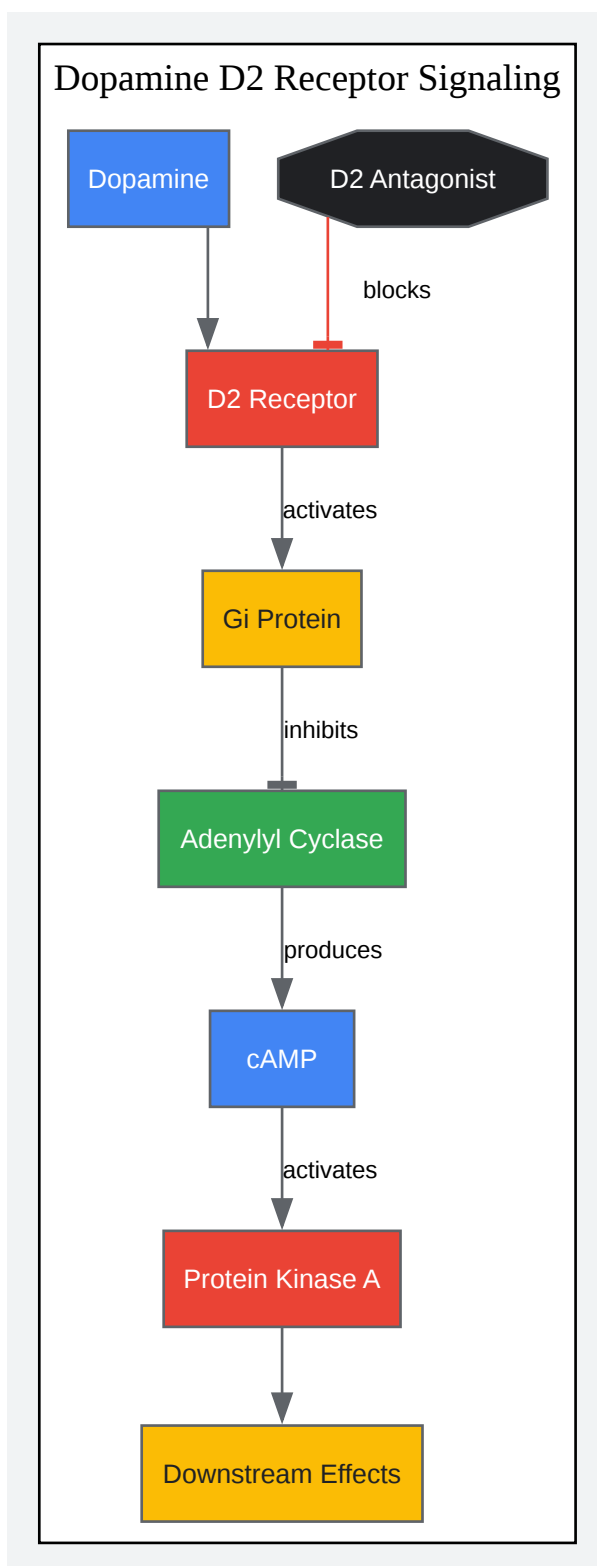 Dopamine D2 Receptor Signaling
Dopamine
D2 Antagonist
blocks
D2 Receptor
activates
Gi Protein
inhibits
Adenylyl Cyclase
produces
cAMP
activates
Protein Kinase A
Downstream Effects